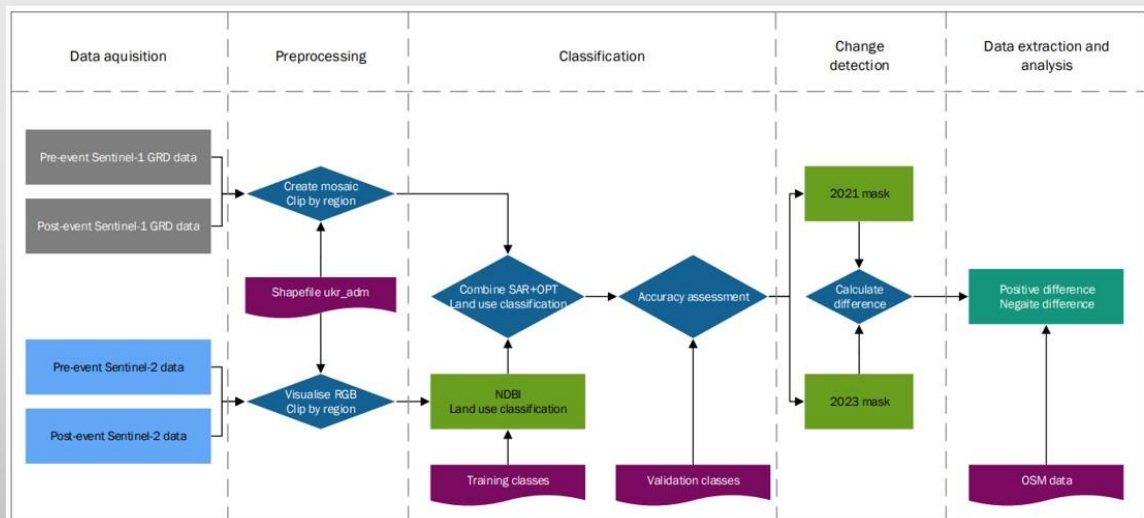 Data aquisition
Preprocessing
Classification
Change
detection
Data extraction and
analysis
Pre-event Sentinel-1 GRD data
Post-event Sentinel-1 GRD data
Create mosaic
Clip by region
2021 mask
Shapefile ukr_adm
Combine SAR+OPT
Land use classification
Accuracy assessment
Calculate
difference
Positive difference
Negaite difference
Pre-event Sentinel-2 data
Post-event Sentinel-2 data
Visualise RGB
Clip by region
NDBI
Land use classification
2023 mask
Training classes
Validation classes
OSM data